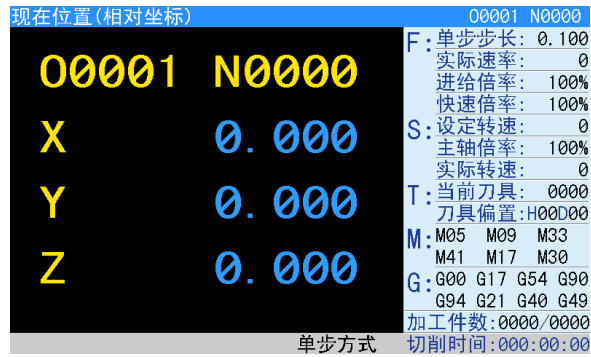 现在位置(相对坐标) O0001 N0000
O0001 N0000
X 0.000
Y 0.000
Z 0.000
F:单步步长: 0.100
实际速率: 0
进给倍率: 100%
快速倍率: 100%
S:设定转速: 0
主轴倍率: 100%
实际转速: 0
T:当前刀具: 0000
刀具偏置:H00D00
M:M05 M09 M33
M41 M17 M30
G:G00 G17 G54 G90
G94 G21 G40 G49
加工件数:0000/0000
单步方式 切削时间:000:00:00